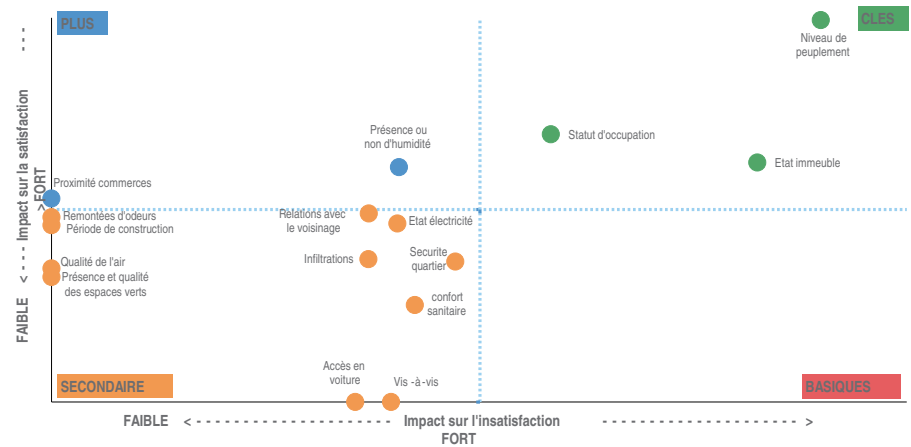 PLUS
CLES
Niveau de
peuplement
Présence ou
non d'humidité
Statut d'occupation
Etat immeuble
Proximité commerces
Remontées d'odeurs
Période de construction
Relations avec
le voisinage
Etat électricité
Qualité de l'air
Présence et qualité
des espaces verts
Infiltrations
Securite
quartier
confort
sanitaire
Accès en
voiture
Vis -à-vis
SECONDAIRE
BASIQUES
FAIBLE <--- Impact sur la satisfaction ---
>FORT
FAIBLE <-------------------- Impact sur l'insatisfaction -------------------->
FORT